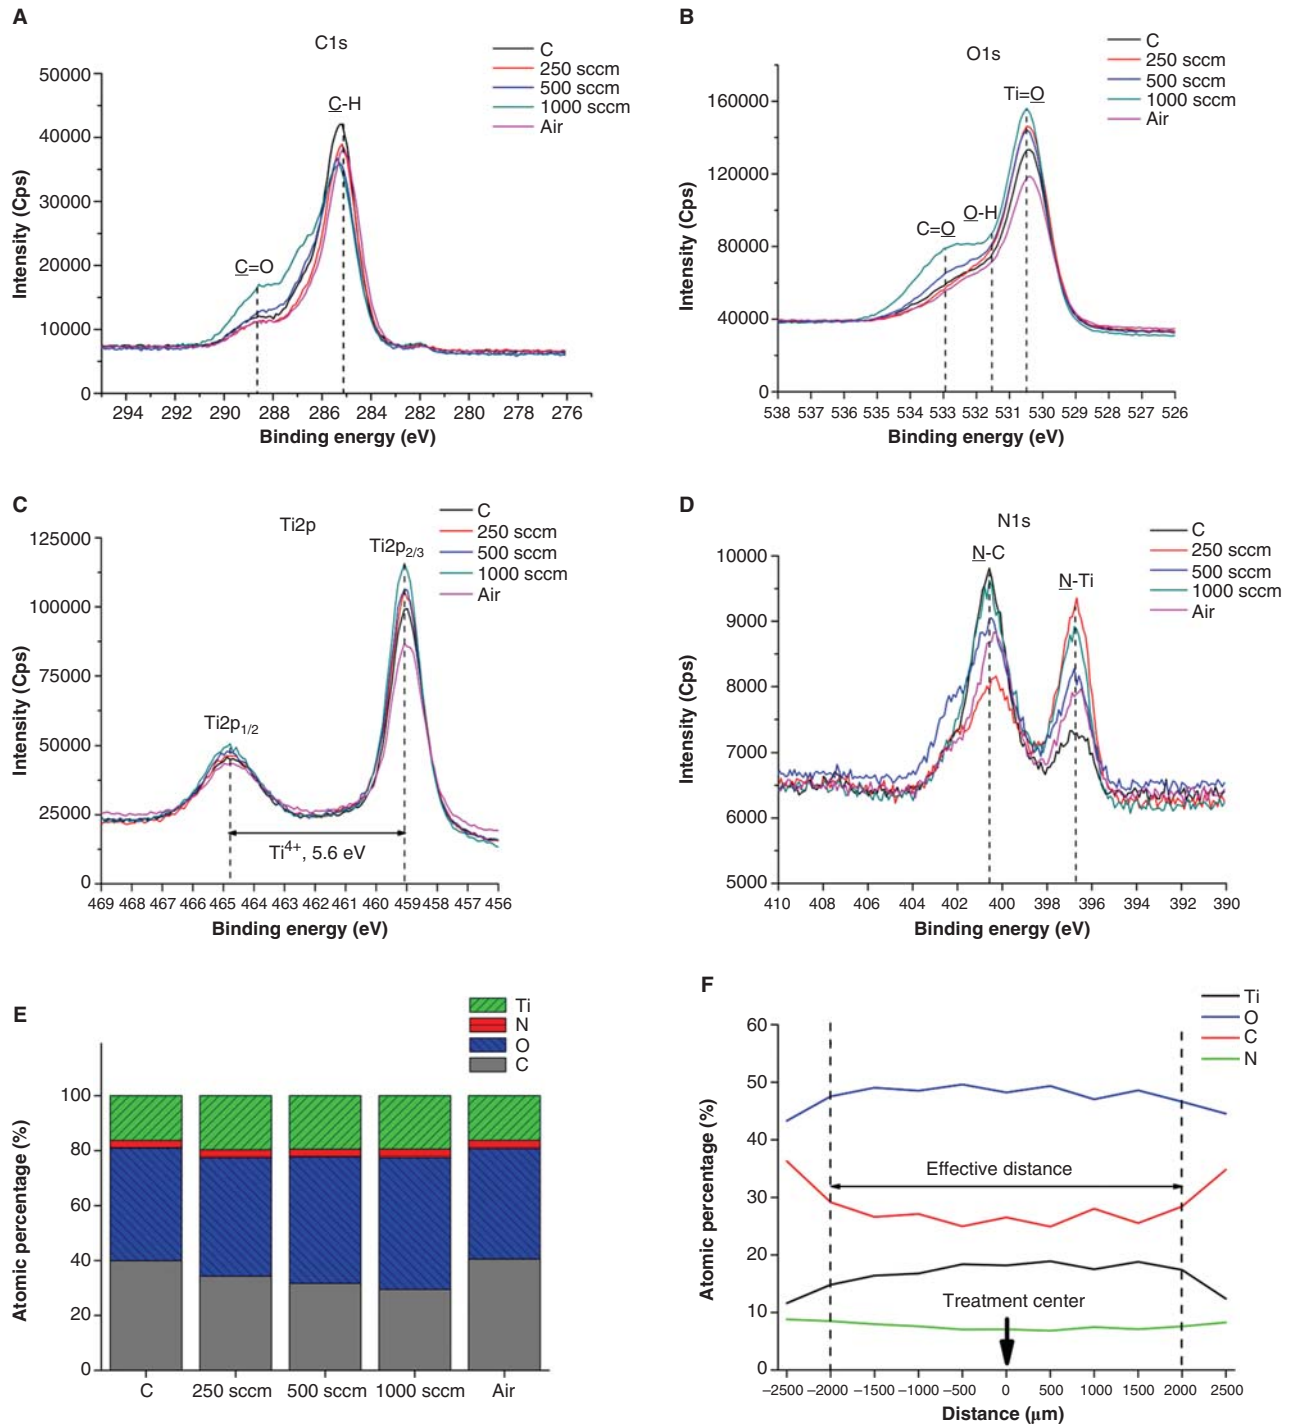 A
C1s
C
250 sccm
500 sccm
1000 sccm
Air
C-H
C=O
50000
40000
30000
20000
10000
0
Intensity (Cps)
294 292 290 288 286 284 282 280 278 276
Binding energy (eV)
B
O1s
C
250 sccm
500 sccm
1000 sccm
Air
Ti=O
O-H
C=O
160000
120000
80000
40000
0
Intensity (Cps)
538 537 536 535 534 533 532 531 530 529 528 527 526
Binding energy (eV)
C
Ti2p
C
250 sccm
500 sccm
1000 sccm
Air
Ti2p2/3
Ti2p1/2
Ti4+, 5.6 eV
125000
100000
75000
50000
25000
0
Intensity (Cps)
469 468 467 466 465 464 463 462 461 460 459 458 457 456
Binding energy (eV)
D
N1s
C
250 sccm
500 sccm
1000 sccm
Air
N-C
N-Ti
10000
9000
8000
7000
6000
5000
Intensity (Cps)
410 408 406 404 402 400 398 396 394 392 390
Binding energy (eV)
E
Ti
N
O
C
100
80
60
40
20
0
Atomic percentage (%)
C 250 sccm 500 sccm 1000 sccm Air
F
Ti
O
C
N
60
50
40
30
20
10
0
Atomic percentage (%)
Effective distance
Treatment center
−2500 −2000 −1500 −1000 −500 0 500 1000 1500 2000 2500
Distance (μm)